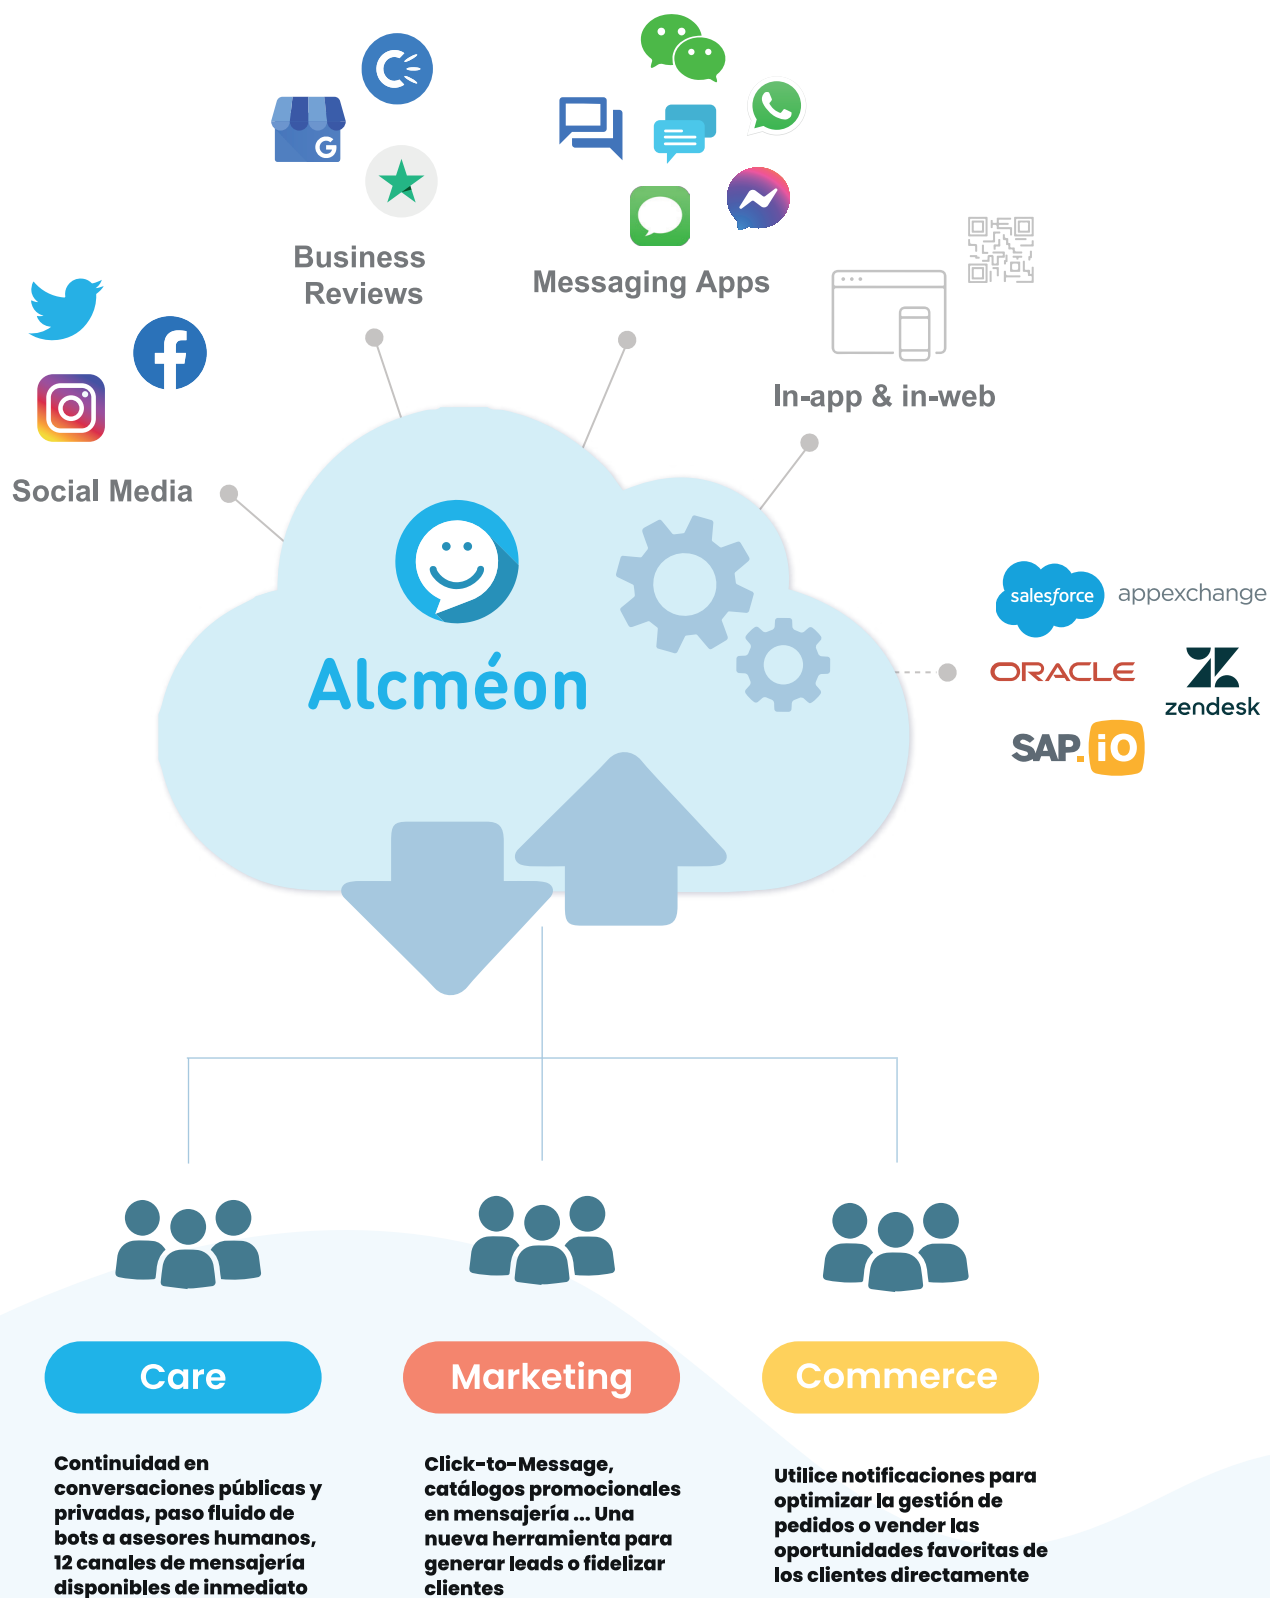 Business
Reviews
Messaging Apps
In-app & in-web
Social Media
G
Alcméon
salesforce
appexchange
ORACLE
zendesk
SAP.iO
Care
Continuidad en
conversaciones públicas y
privadas, paso fluido de
bots a asesores humanos,
12 canales de mensajería
disponibles de inmediato
Marketing
Click-to-Message,
catálogos promocionales
en mensajería ... Una
nueva herramienta para
generar leads o fidelizar
clientes
Commerce
Utilice notificaciones para
optimizar la gestión de
pedidos o vender las
oportunidades favoritas de
los clientes directamente